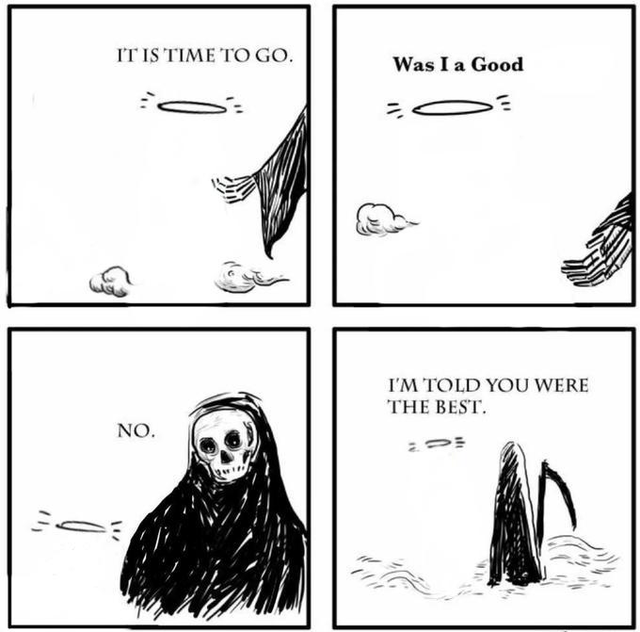 IT IS TIME TO GO.
Was I a Good
NO.
I'M TOLD YOU WERE
THE BEST.